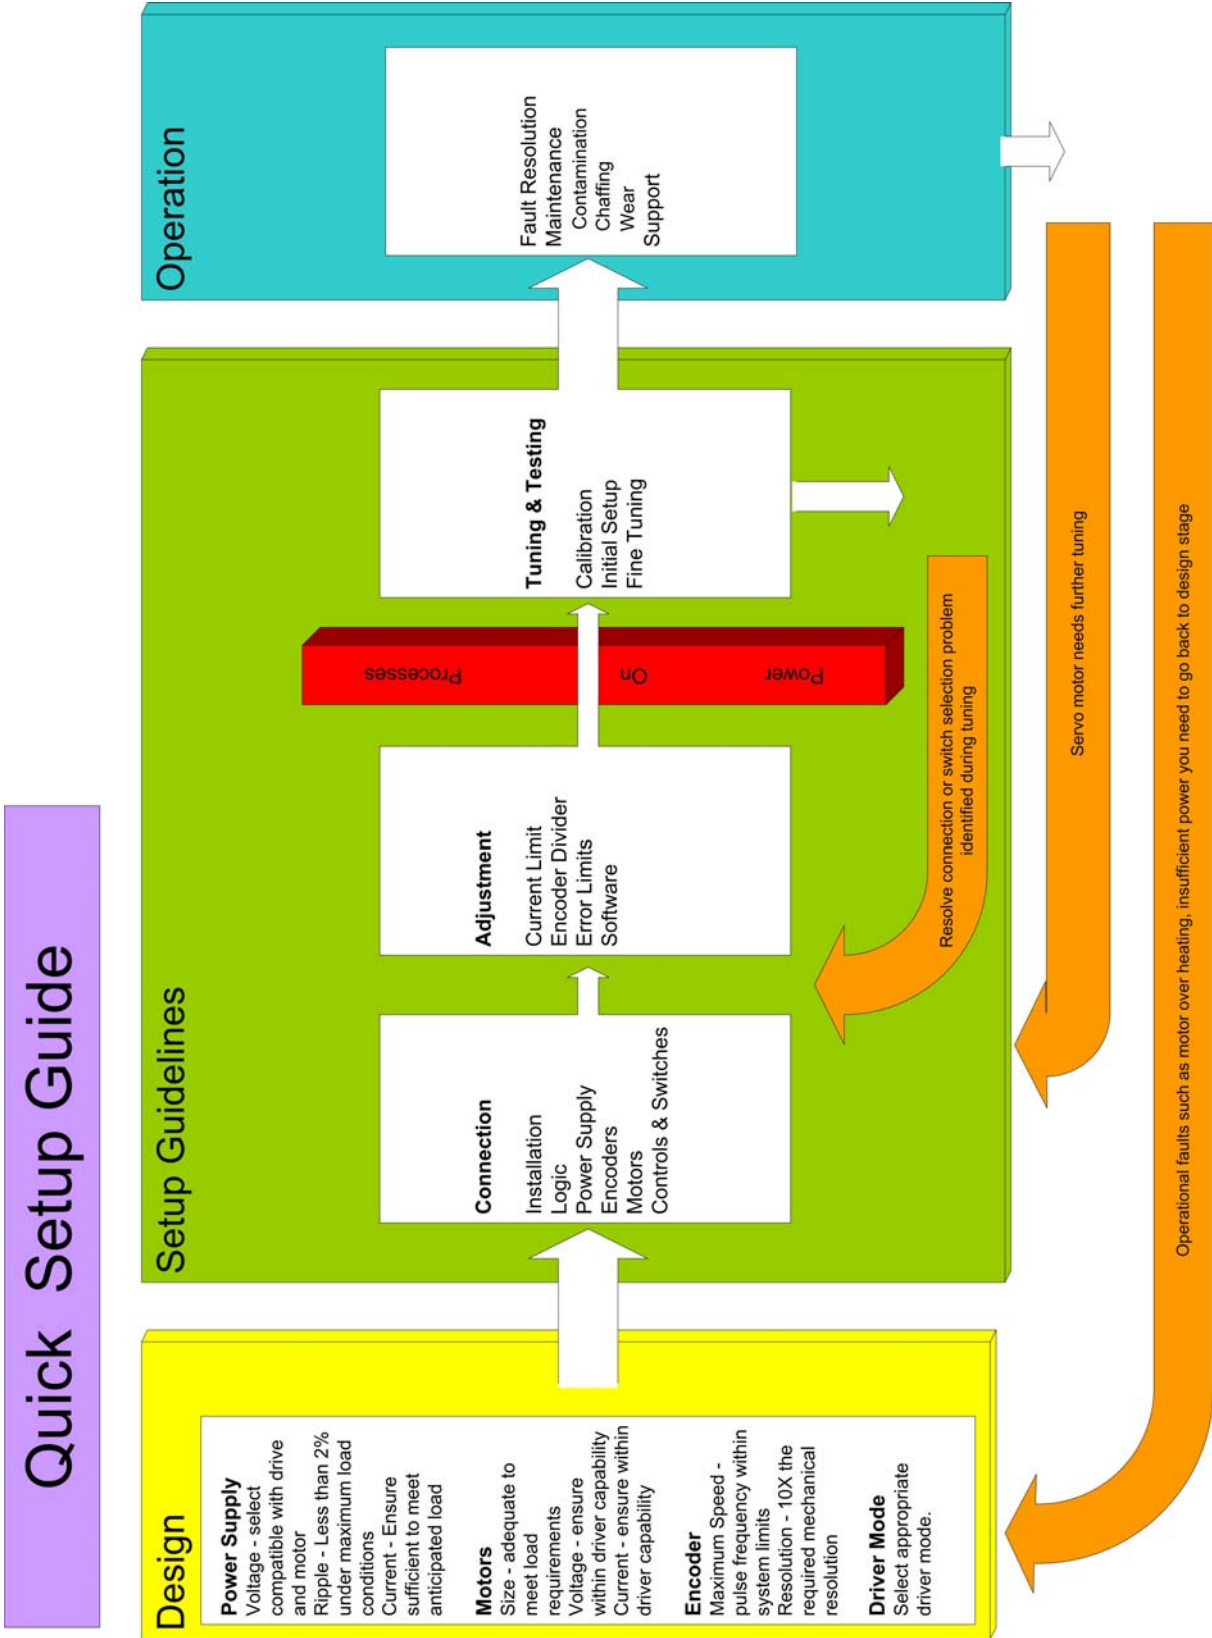 Quick Setup Guide
Design
Power Supply
Voltage - select
compatible with drive
and motor
Ripple - Less than 2%
under maximum load
conditions
Current - Ensure
sufficient to meet
anticipated load
Motors
Size - adequate to
meet load
requirements
Voltage - ensure
within driver capability
Current - ensure within
driver capability
Encoder
Maximum Speed -
pulse frequency within
system limits
Resolution - 10X the
required mechanical
resolution
Driver Mode
Select appropriate
driver mode.
Setup Guidelines
Connection
Installation
Logic
Power Supply
Encoders
Motors
Controls & Switches
Adjustment
Current Limit
Encoder Divider
Error Limits
Software
Power
On
Processes
Tuning & Testing
Calibration
Initial Setup
Fine Tuning
Resolve connection or switch selection problem
identified during tuning
Operation
Fault Resolution
Maintenance
Contamination
Chaffing
Wear
Support
Servo motor needs further tuning
Operational faults such as motor over heating, insufficient power you need to go back to design stage